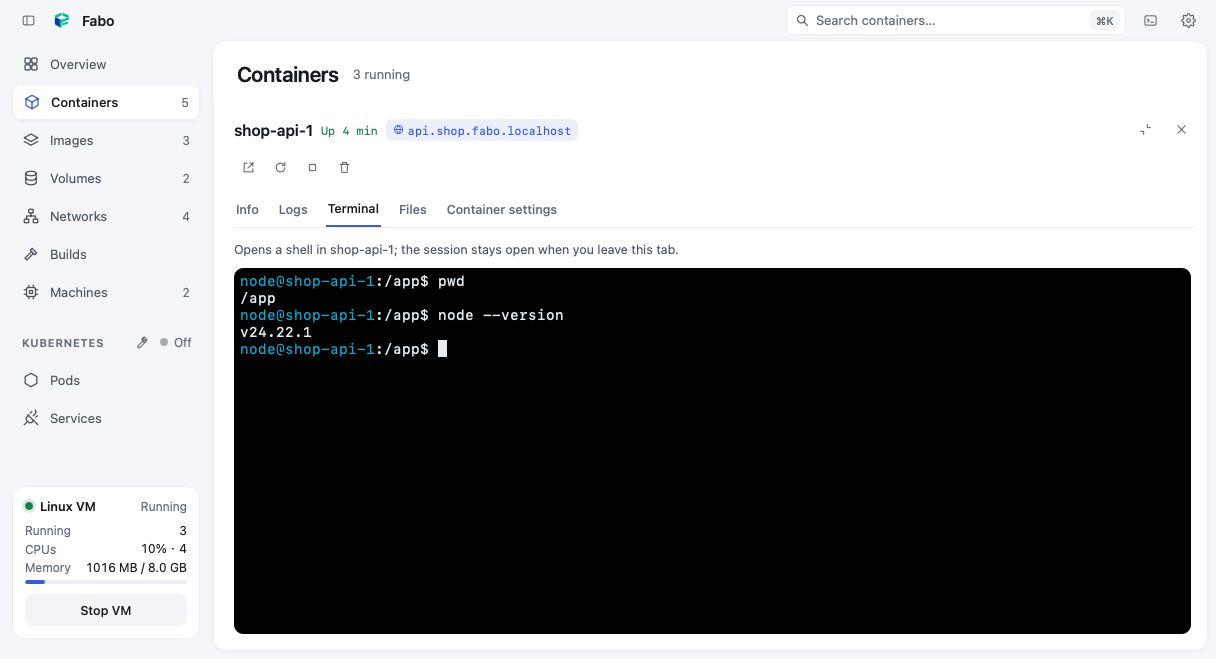 Fabo
Search containers...
⌘K
Overview
Containers 5
Images 3
Volumes 2
Networks 4
Builds
Machines 2
KUBERNETES Off
Pods
Services
Linux VM Running
Running 3
CPUs 10% · 4
Memory 1016 MB / 8.0 GB
Stop VM
Containers 3 running
shop-api-1 Up 4 min api.shop.fabo.localhost
Info Logs Terminal Files Container settings
Opens a shell in shop-api-1; the session stays open when you leave this tab.
node@shop-api-1:/app$ pwd
/app
node@shop-api-1:/app$ node --version
v24.22.1
node@shop-api-1:/app$